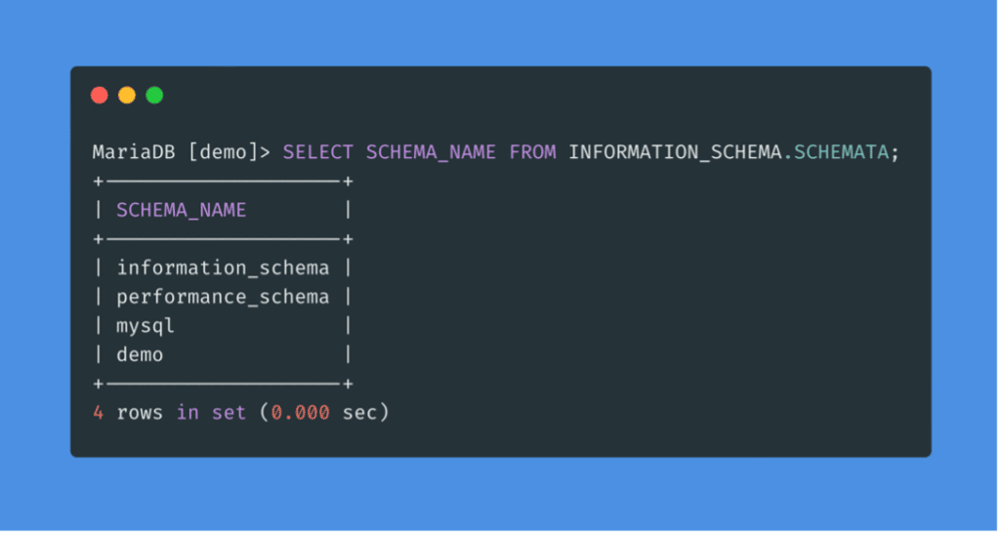 MariaDB [demo]> SELECT SCHEMA_NAME FROM INFORMATION_SCHEMA.SCHEMATA;
+--------------------+
| SCHEMA_NAME        |
+--------------------+
| information_schema |
| performance_schema |
| mysql              |
| demo               |
+--------------------+
4 rows in set (0.000 sec)